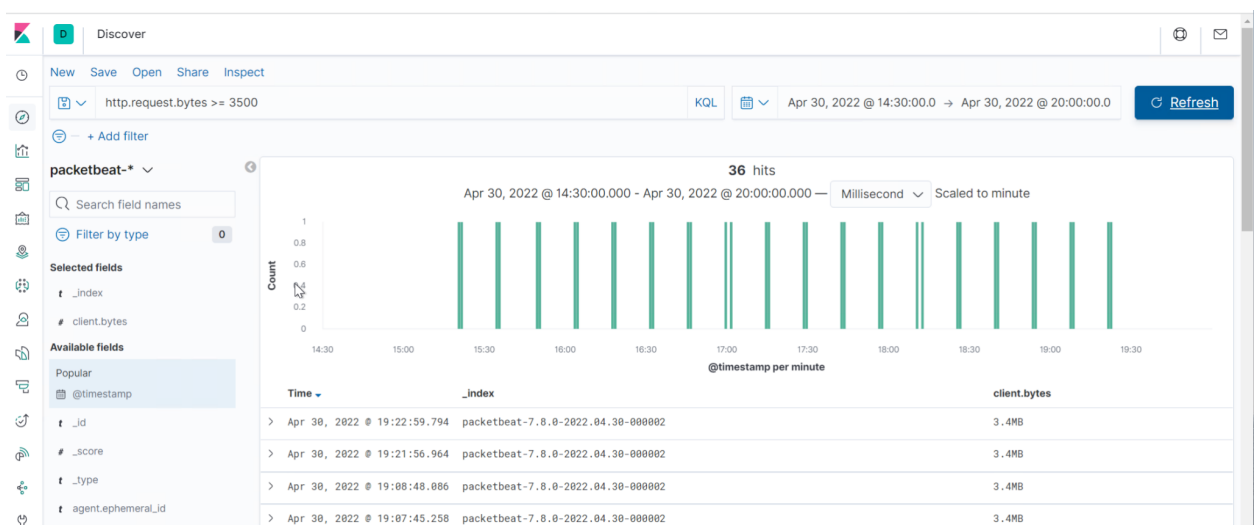 D Discover
New Save Open Share Inspect
http.request.bytes >= 3500 KQL Apr 30, 2022 @ 14:30:00.0 → Apr 30, 2022 @ 20:00:00.0 Refresh
+ Add filter
packetbeat-*
36 hits
Apr 30, 2022 @ 14:30:00.000 - Apr 30, 2022 @ 20:00:00.000 — Millisecond Scaled to minute
Search field names
Filter by type 0
Selected fields
t _index
# client.bytes
Available fields
Popular
@timestamp
t _id
# _score
t _type
t agent.ephemeral_id
Count
1
0.8
0.6
0.2
0
14:30 15:00 15:30 16:00 16:30 17:00 17:30 18:00 18:30 19:00 19:30
@timestamp per minute
Time _index client.bytes
Apr 30, 2022 @ 19:22:59.794 packetbeat-7.8.0-2022.04.30-000002 3.4MB
Apr 30, 2022 @ 19:21:56.964 packetbeat-7.8.0-2022.04.30-000002 3.4MB
Apr 30, 2022 @ 19:08:48.086 packetbeat-7.8.0-2022.04.30-000002 3.4MB
Apr 30, 2022 @ 19:07:45.258 packetbeat-7.8.0-2022.04.30-000002 3.4MB